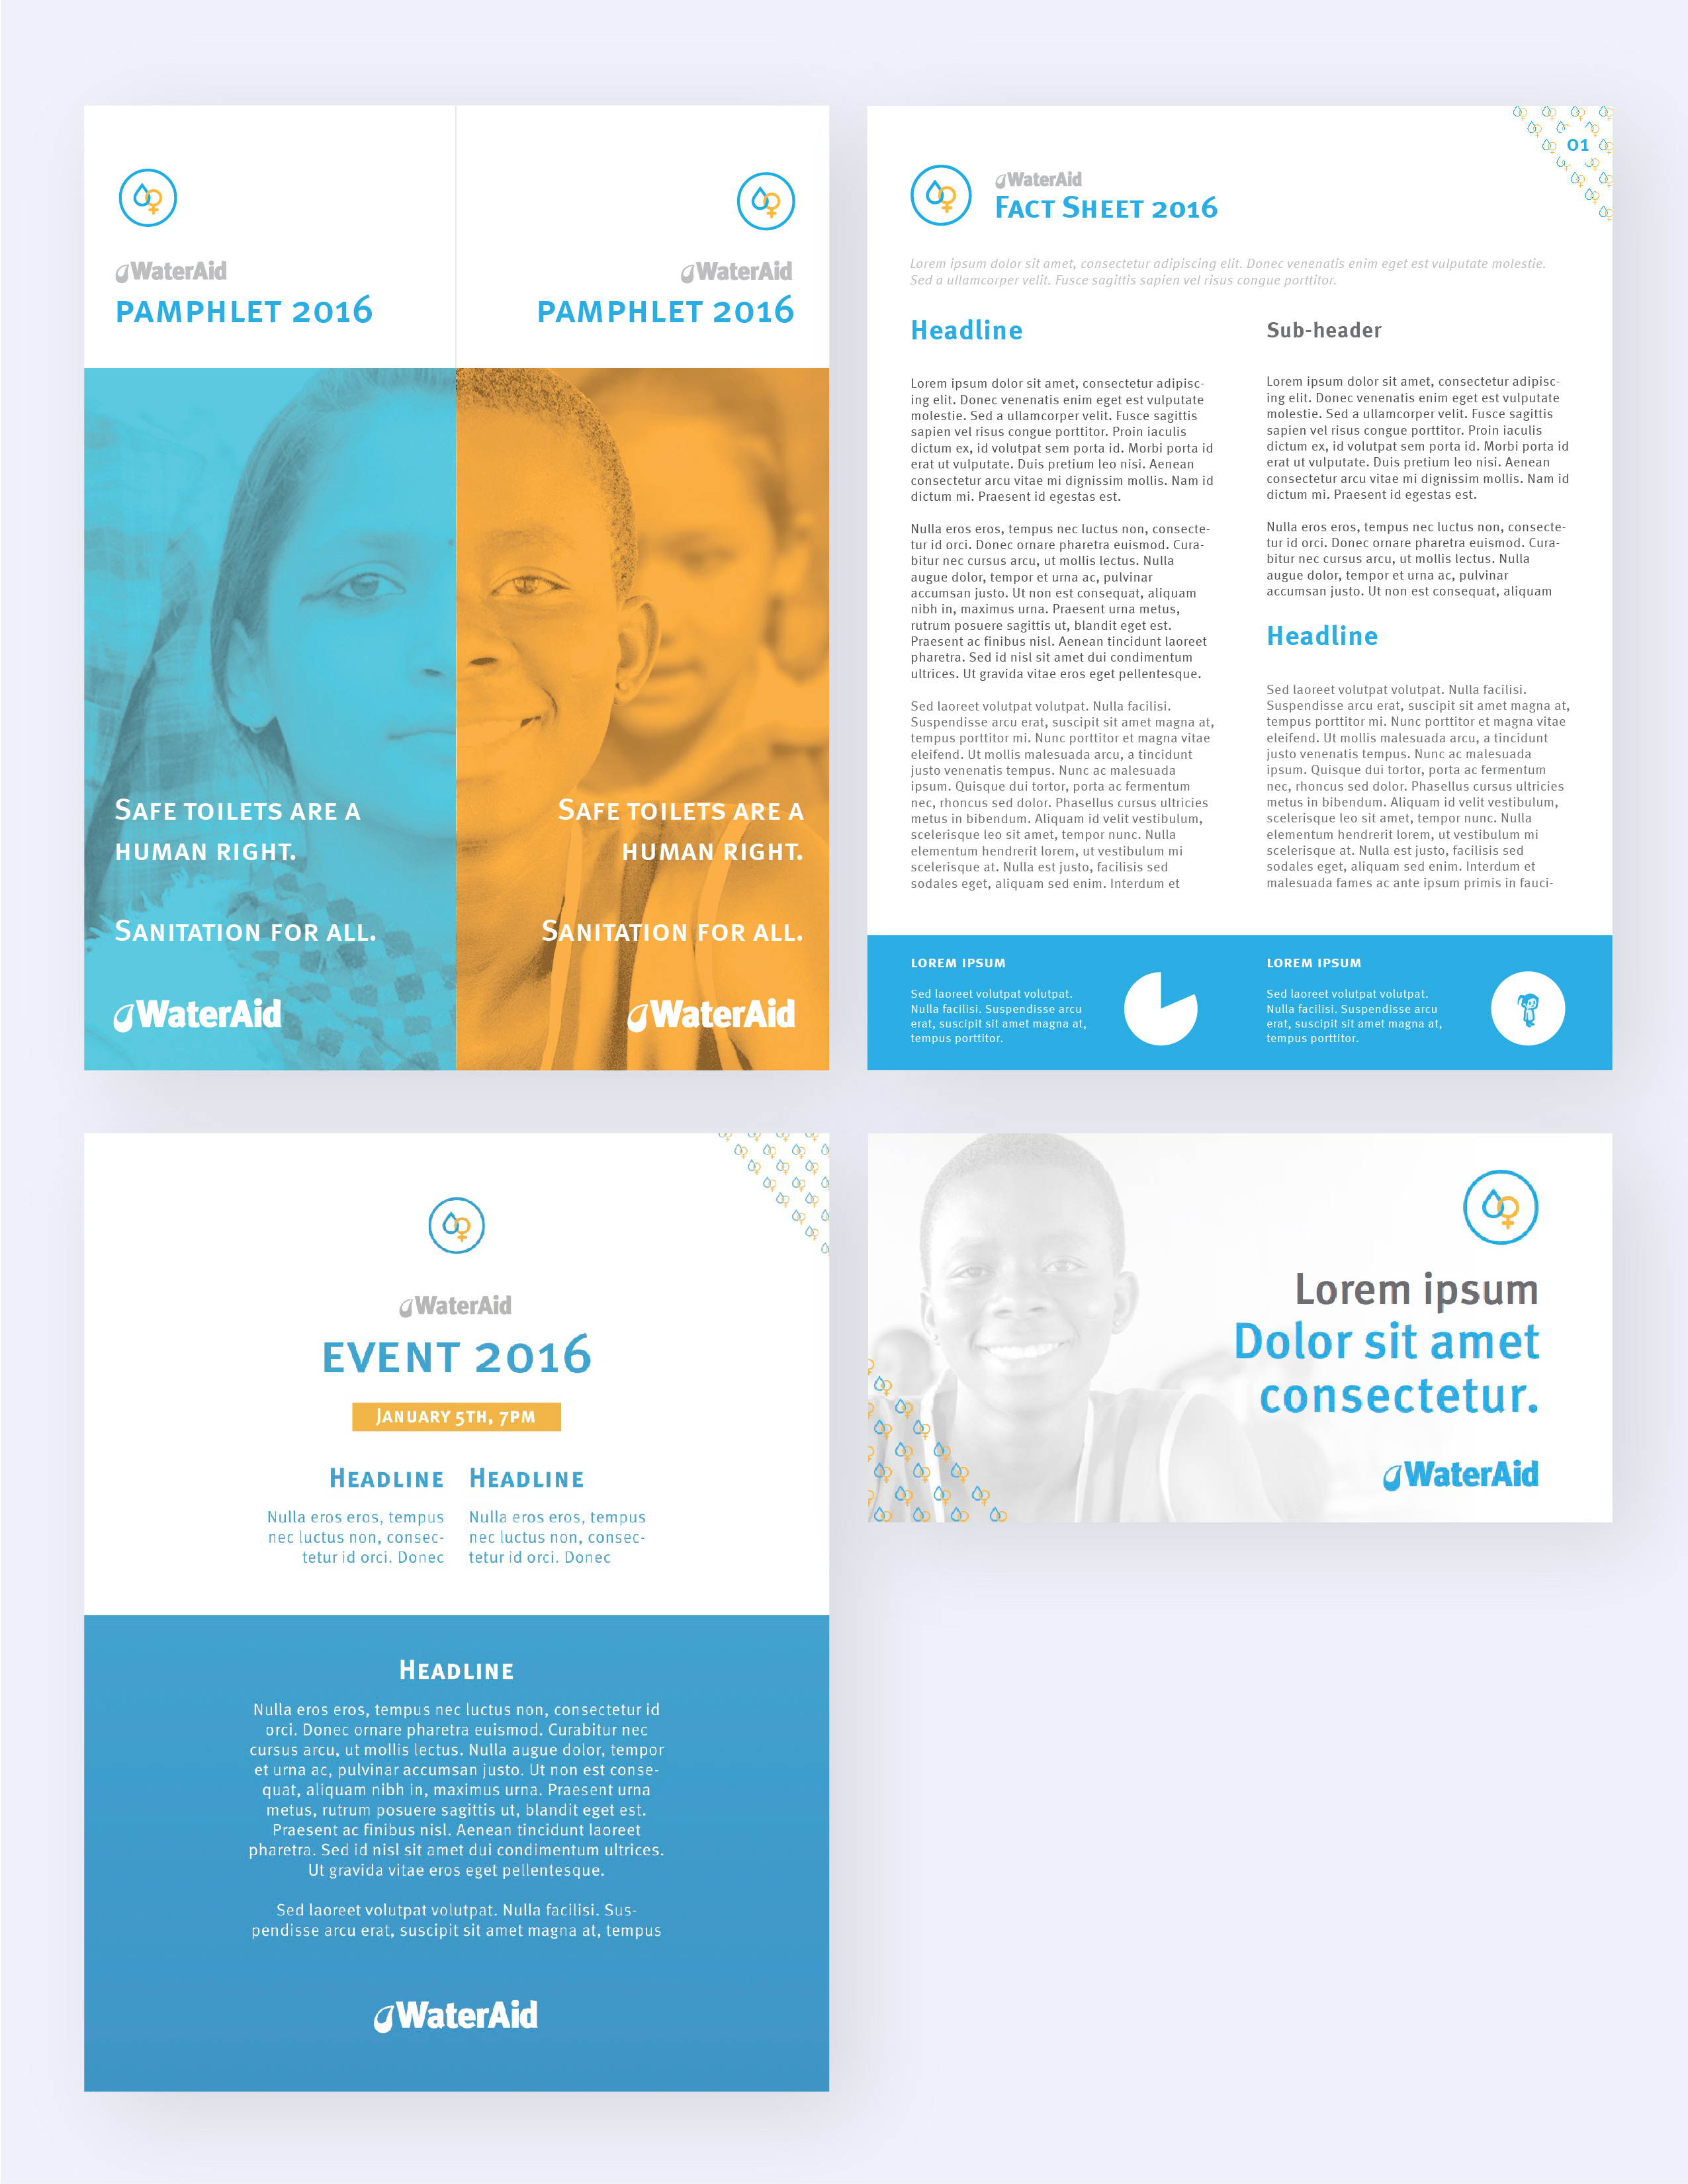 WaterAid
PAMPHLET 2016
WaterAid
PAMPHLET 2016
SAFE TOILETS ARE A
HUMAN RIGHT.
SANITATION FOR ALL.
WaterAid
SAFE TOILETS ARE A
HUMAN RIGHT.
SANITATION FOR ALL.
WaterAid
01
WaterAid
FACT SHEET 2016
Lorem ipsum dolor sit amet, consectetur adipiscing elit. Donec venenatis enim eget est vulputate molestie.
Sed a ullamcorper velit. Fusce sagittis sapien vel risus congue porttitor.
Headline
Lorem ipsum dolor sit amet, consectetur adipisc-
ing elit. Donec venenatis enim eget est vulputate
molestie. Sed a ullamcorper velit. Fusce sagittis
sapien vel risus congue porttitor. Proin iaculis
dictum ex, id volutpat sem porta id. Morbi porta id
erat ut vulputate. Duis pretium leo nisi. Aenean
consectetur arcu vitae mi dignissim mollis. Nam id
dictum mi. Praesent id egestas est.
Nulla eros eros, tempus nec luctus non, consecte-
tur id orci. Donec ornare pharetra euismod. Cura-
bitur nec cursus arcu, ut mollis lectus. Nulla
augue dolor, tempor et urna ac, pulvinar
accumsan justo. Ut non est consequat, aliquam
nibh in, maximus urna. Praesent urna metus,
rutrum posuere sagittis ut, blandit eget est.
Praesent ac finibus nisl. Aenean tincidunt laoreet
pharetra. Sed id nisl sit amet dui condimentum
ultrices. Ut gravida vitae eros eget pellentesque.
Sed laoreet volutpat volutpat. Nulla facilisi.
Suspendisse arcu erat, suscipit sit amet magna at,
tempus porttitor mi. Nunc porttitor et magna vitae
eleifend. Ut mollis malesuada arcu, a tincidunt
justo venenatis tempus. Nunc ac malesuada
ipsum. Quisque dui tortor, porta ac fermentum
nec, rhoncus sed dolor. Phasellus cursus ultricies
metus in bibendum. Aliquam id velit vestibulum,
scelerisque leo sit amet, tempor nunc. Nulla
elementum hendrerit lorem, ut vestibulum mi
scelerisque at. Nulla est justo, facilisis sed
sodales eget, aliquam sed enim. Interdum et
Sub-header
Lorem ipsum dolor sit amet, consectetur adipisc-
ing elit. Donec venenatis enim eget est vulputate
molestie. Sed a ullamcorper velit. Fusce sagittis
sapien vel risus congue porttitor. Proin iaculis
dictum ex, id volutpat sem porta id. Morbi porta id
erat ut vulputate. Duis pretium leo nisi. Aenean
consectetur arcu vitae mi dignissim mollis. Nam id
dictum mi. Praesent id egestas est.
Nulla eros eros, tempus nec luctus non, consecte-
tur id orci. Donec ornare pharetra euismod. Cura-
bitur nec cursus arcu, ut mollis lectus. Nulla
augue dolor, tempor et urna ac, pulvinar
accumsan justo. Ut non est consequat, aliquam
Headline
Sed laoreet volutpat volutpat. Nulla facilisi.
Suspendisse arcu erat, suscipit sit amet magna at,
tempus porttitor mi. Nunc porttitor et magna vitae
eleifend. Ut mollis malesuada arcu, a tincidunt
justo venenatis tempus. Nunc ac malesuada
ipsum. Quisque dui tortor, porta ac fermentum
nec, rhoncus sed dolor. Phasellus cursus ultricies
metus in bibendum. Aliquam id velit vestibulum,
scelerisque leo sit amet, tempor nunc. Nulla
elementum hendrerit lorem, ut vestibulum mi
scelerisque at. Nulla est justo, facilisis sed
sodales eget, aliquam sed enim. Interdum et
malesuada fames ac ante ipsum primis in fauci-
LOREM IPSUM
Sed laoreet volutpat volutpat.
Nulla facilisi. Suspendisse arcu
erat, suscipit sit amet magna at,
tempus porttitor.
LOREM IPSUM
Sed laoreet volutpat volutpat.
Nulla facilisi. Suspendisse arcu
erat, suscipit sit amet magna at,
tempus porttitor.
WaterAid
EVENT 2016
JANUARY 5TH, 7PM
HEADLINE
Nulla eros eros, tempus
nec luctus non, consec-
tetur id orci. Donec
HEADLINE
Nulla eros eros, tempus
nec luctus non, consec-
tetur id orci. Donec
HEADLINE
Nulla eros eros, tempus nec luctus non, consectetur id
orci. Donec ornare pharetra euismod. Curabitur nec
cursus arcu, ut mollis lectus. Nulla augue dolor, tempor
et urna ac, pulvinar accumsan justo. Ut non est conse-
quat, aliquam nibh in, maximus urna. Praesent urna
metus, rutrum posuere sagittis ut, blandit eget est.
Praesent ac finibus nisl. Aenean tincidunt laoreet
pharetra. Sed id nisl sit amet dui condimentum ultrices.
Ut gravida vitae eros eget pellentesque.
Sed laoreet volutpat volutpat. Nulla facilisi. Sus-
pendisse arcu erat, suscipit sit amet magna at, tempus
WaterAid
Lorem ipsum
Dolor sit amet
consectetur.
WaterAid